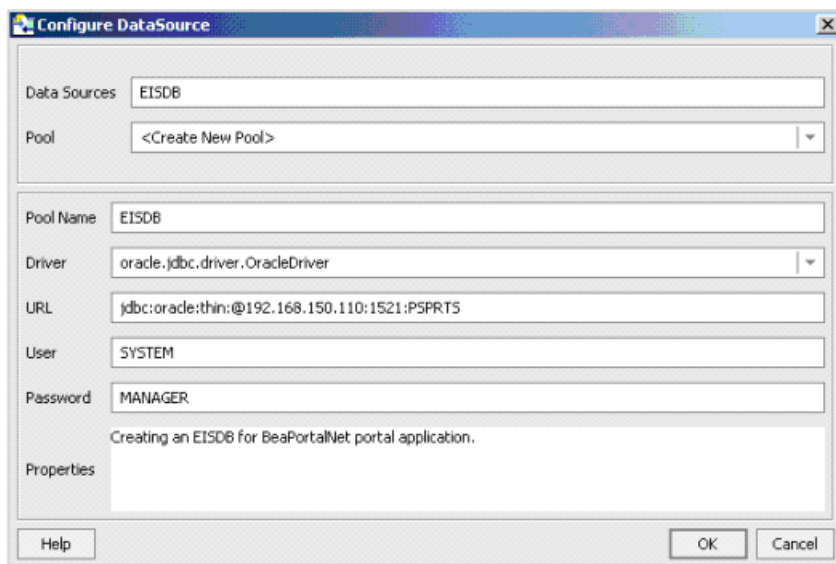 Configure DataSource
Data Sources EISDB
Pool <Create New Pool>
Pool Name EISDB
Driver oracle.jdbc.driver.OracleDriver
URL jdbc:oracle:thin:@192.168.150.110:1521:PSPRTS
User SYSTEM
Password MANAGER
Creating an EISDB for BeaPortalNet portal application.
Properties
Help OK Cancel